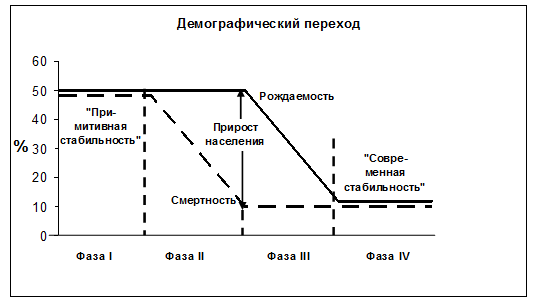 Демографический переход
60
50
40
30
20
10
0
%
"При-
митивная
стабильность"
Рождаемость
Прирост
населения
Смертность
"Совре-
менная
стабильность"
Фаза I
Фаза II
Фаза III
Фаза IV